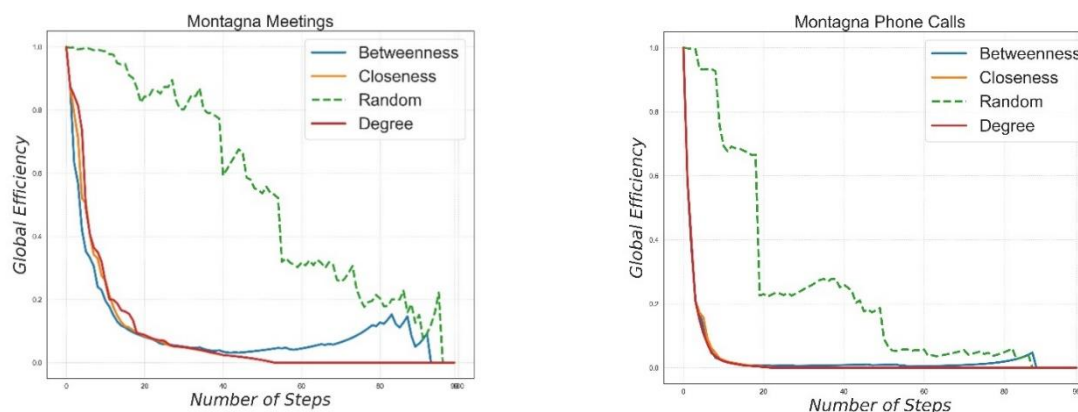 Montagna Meetings
Global Efficiency
1.0
0.8
0.6
0.4
0.2
0.0
Betweenness
Closeness
Random
Degree
0
20
40
60
80
Number of Steps
Montagna Phone Calls
Global Efficiency
1.0
0.8
0.6
0.4
0.2
0.0
Betweenness
Closeness
Random
Degree
0
20
40
60
80
Number of Steps